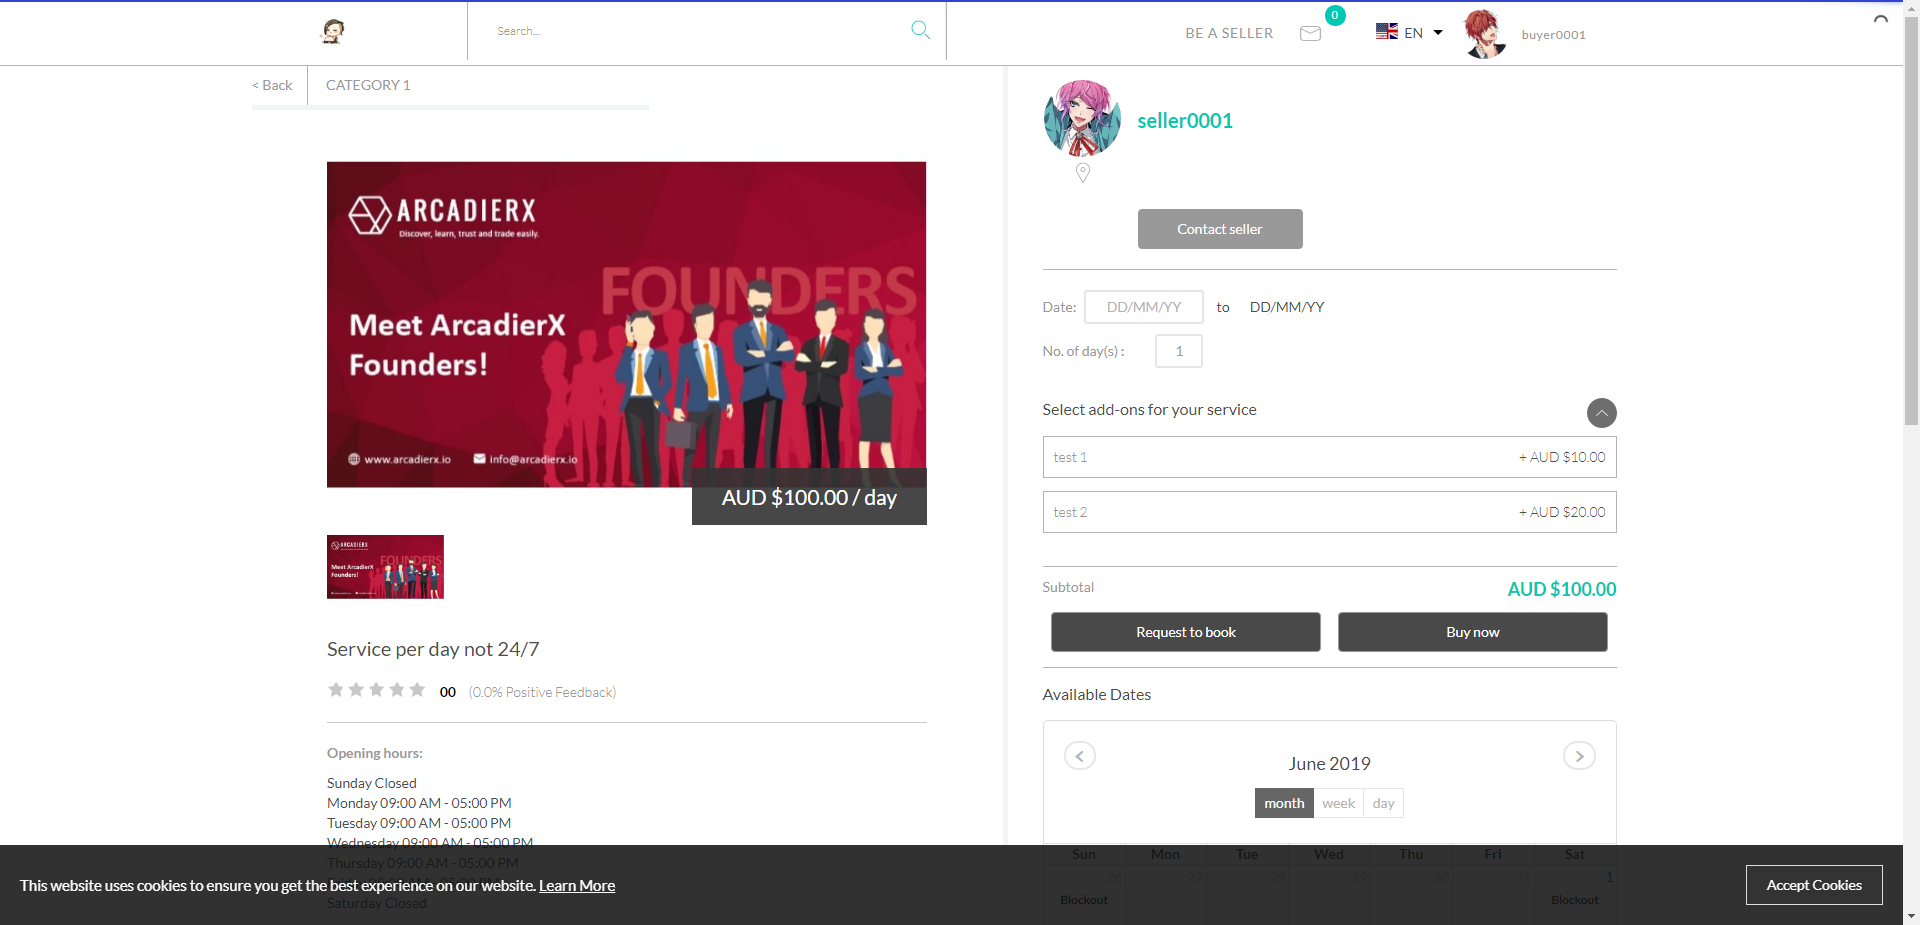 Search...
BE A SELLER
0
EN
buyer0001
< Back
CATEGORY 1
seller0001
Contact seller
ARCADIERX
Discover, learn, trust and trade easily.
FOUNDERS
Meet ArcadierX
Founders!
www.arcadierx.io
info@arcadierx.io
AUD $100.00 / day
Date: DD/MM/YY to DD/MM/YY
No. of day(s) : 1
Select add-ons for your service
test 1 + AUD $10.00
test 2 + AUD $20.00
Subtotal AUD $100.00
Request to book
Buy now
ARCADIERX
FOUNDERS
Meet ArcadierX
Founders!
Service per day not 24/7
00 (0.0% Positive Feedback)
Opening hours:
Sunday Closed
Monday 09:00 AM - 05:00 PM
Tuesday 09:00 AM - 05:00 PM
Wednesday 09:00 AM - 05:00 PM
Thursday 09:00 AM - 05:00 PM
Saturday Closed
Available Dates
June 2019
month week day
Sun Mon Tue Wed Thu Fri Sat
26 27 28 29 30 31 1
Blockout Blockout
This website uses cookies to ensure you get the best experience on our website. Learn More
Accept Cookies